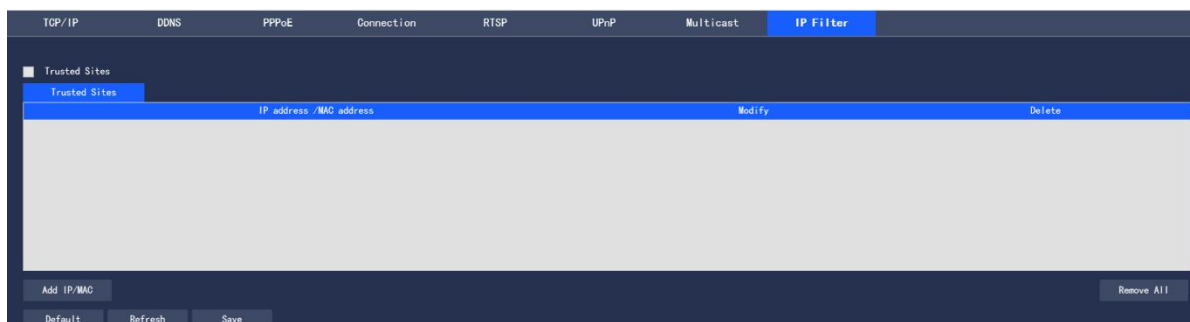 TCP/IP DDNS PPPoE Connection RTSP UPnP Multicast IP Filter
Trusted Sites
Trusted Sites
IP address /MAC address Modify Delete
Add IP/MAC Remove All
Default Refresh Save